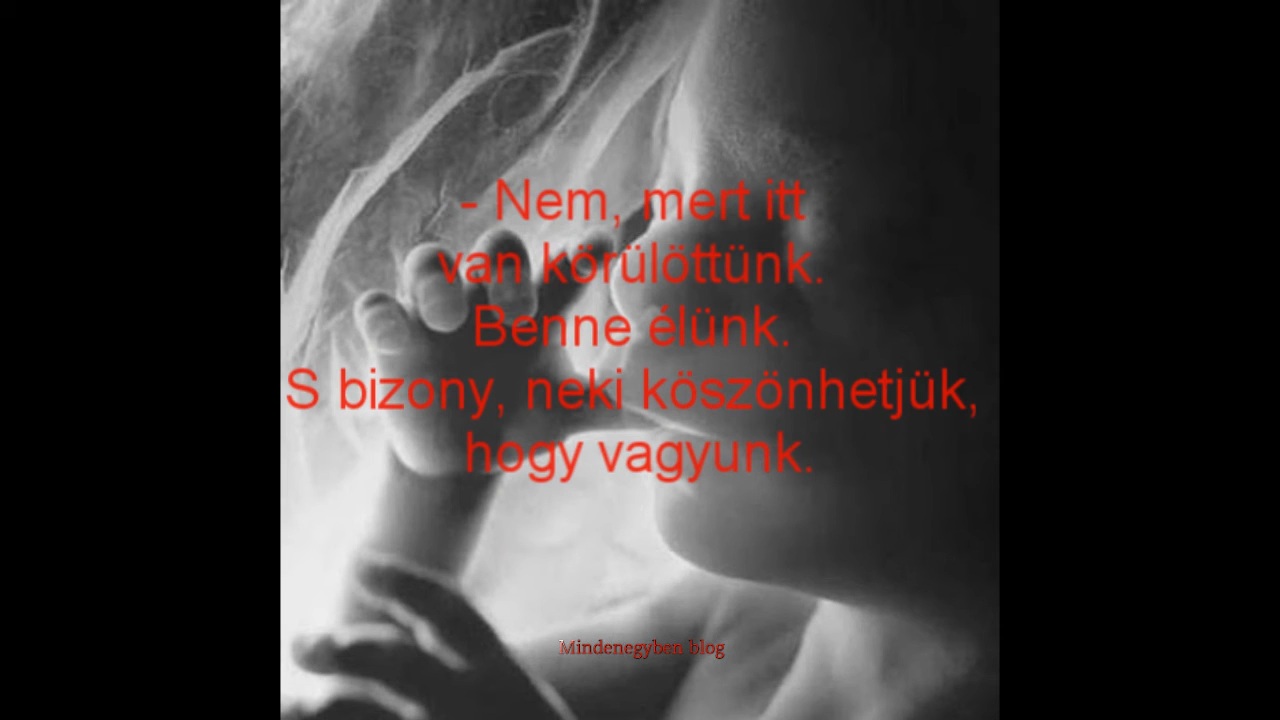 - Nem, mert itt
van körülöttünk.
Benne élünk.
S bizony, neki köszönhetjük,
hogy vagyunk.
Mindenegyben blog